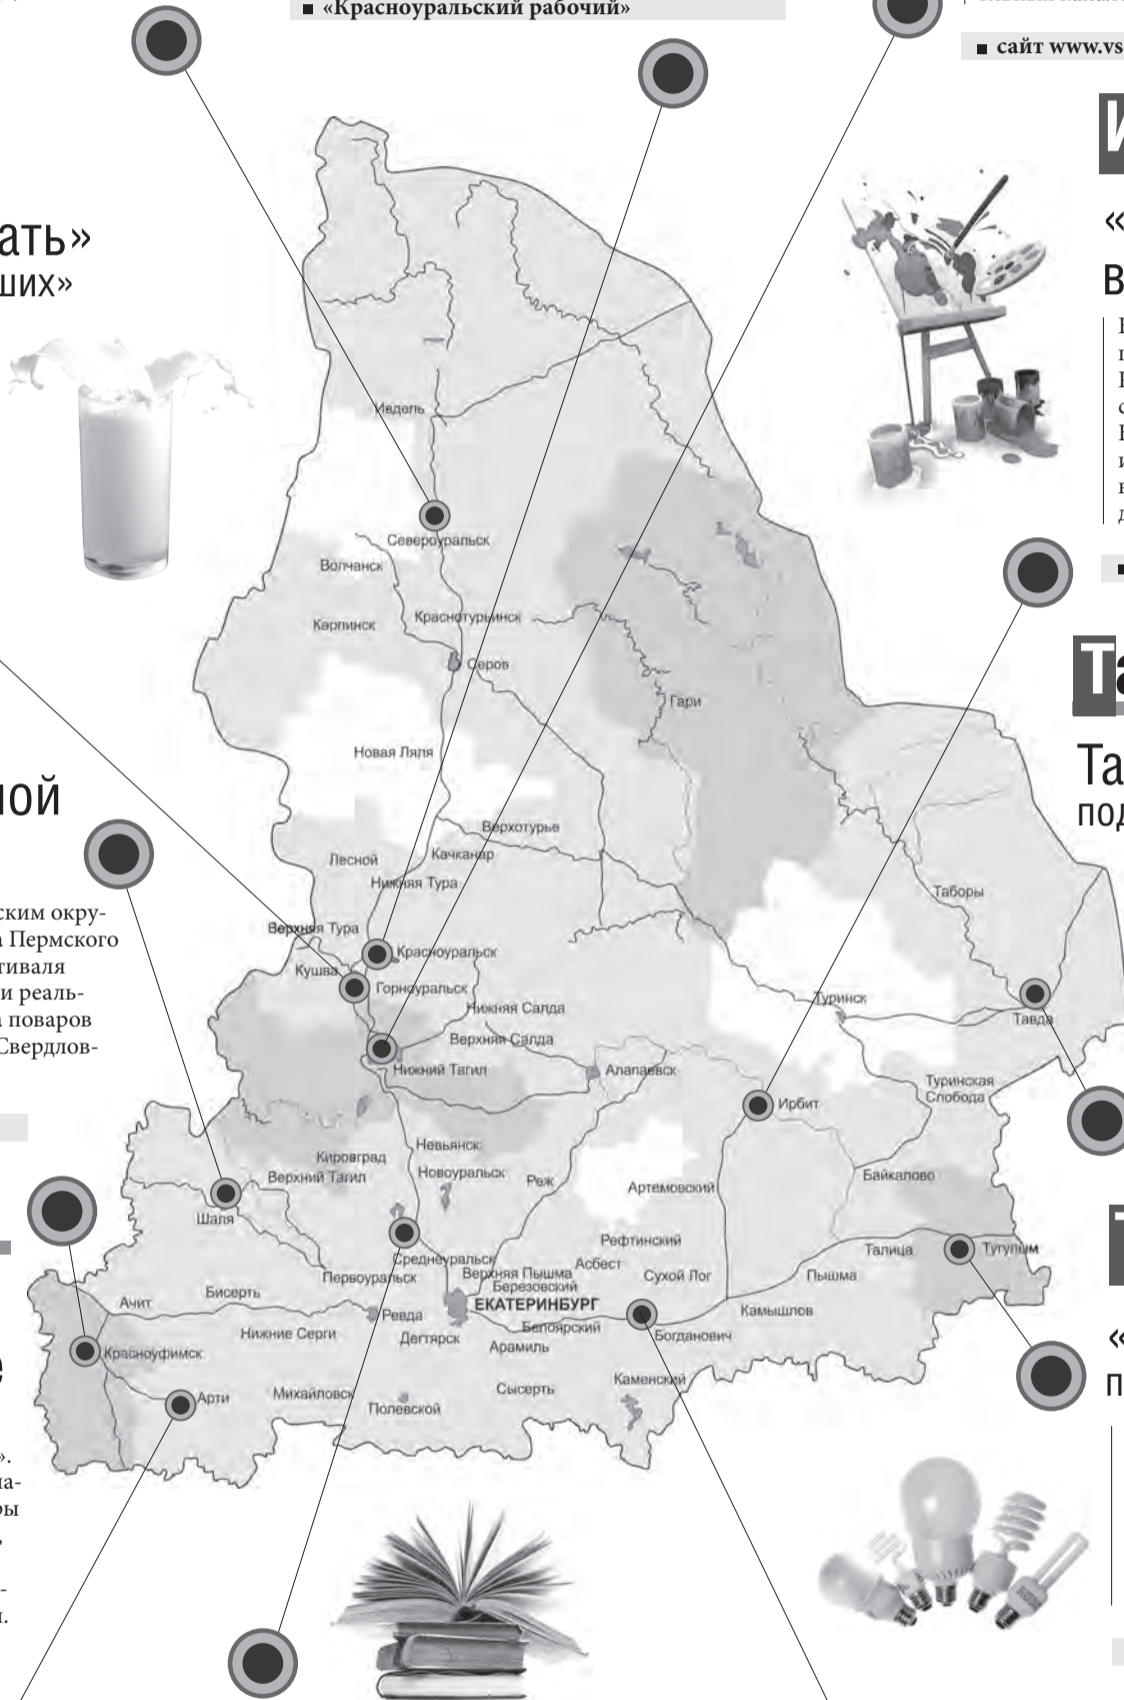 «Красноуральский рабочий»
сайт www.vs
ать»
ших»
«
Ивдель
Североуральск
Волчанск
Краснотурьинск
Карпинск
Серов
Та
Гари
Новая Ляля
Та
под
ной
Верхотурье
Качканар
Лесной
Нижняя Тура
Таборы
ским окру-
а Пермского
тиваля
и реаль-
а поваров
Свердлов-
Верхняя Тура
Красноуральск
Кушва
Горноуральск
Нижняя Салда
Туринск
Тавда
Верхняя Салда
Нижний Тагил
Алапаевск
Туринская
Слобода
Ирбит
Невьянск
Кировград
Верхний Тагил
Новоуральск
Реж
Артемовский
Байкалово
Шаля
Рефтинский
Среднеуральск
Талица
Тугулым
Первоуральск
Верхняя Пышма
Асбест
Сухой Лог
Пышма
Березовский
Бисерть
Ачит
ЕКАТЕРИНБУРГ
Камышлов
Ревда
Белоярский
Богданович
Нижние Серги
Дегтярск
Арамиль
Красноуфимск
Каменский
Арти
Михайловск
Сысерть
Полевской
е
«
п
».
на-
ры
,
-